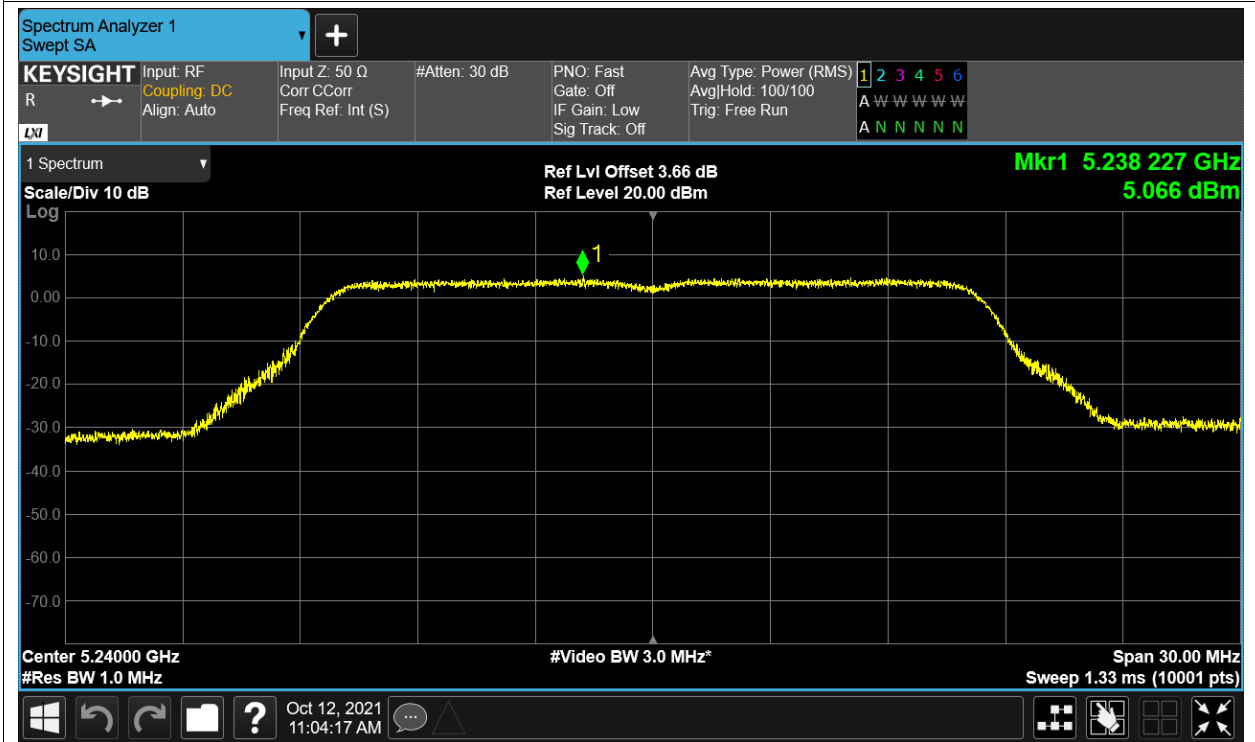 Spectrum Analyzer 1
Swept SA
+
KEYSIGHT
R
LXI
Input: RF
Coupling: DC
Align: Auto
Input Z: 50 Ω
Corr CCorr
Freq Ref: Int (S)
#Atten: 30 dB
PNO: Fast
Gate: Off
IF Gain: Low
Sig Track: Off
Avg Type: Power (RMS)
Avg|Hold: 100/100
Trig: Free Run
1 2 3 4 5 6
A W W W W W
A N N N N N
1 Spectrum
Scale/Div 10 dB
Log
Ref Lvl Offset 3.66 dB
Ref Level 20.00 dBm
Mkr1 5.238 227 GHz
5.066 dBm
1
10.0
0.00
-10.0
-20.0
-30.0
-40.0
-50.0
-60.0
-70.0
Center 5.24000 GHz
#Res BW 1.0 MHz
#Video BW 3.0 MHz*
Span 30.00 MHz
Sweep 1.33 ms (10001 pts)
?
Oct 12, 2021
11:04:17 AM